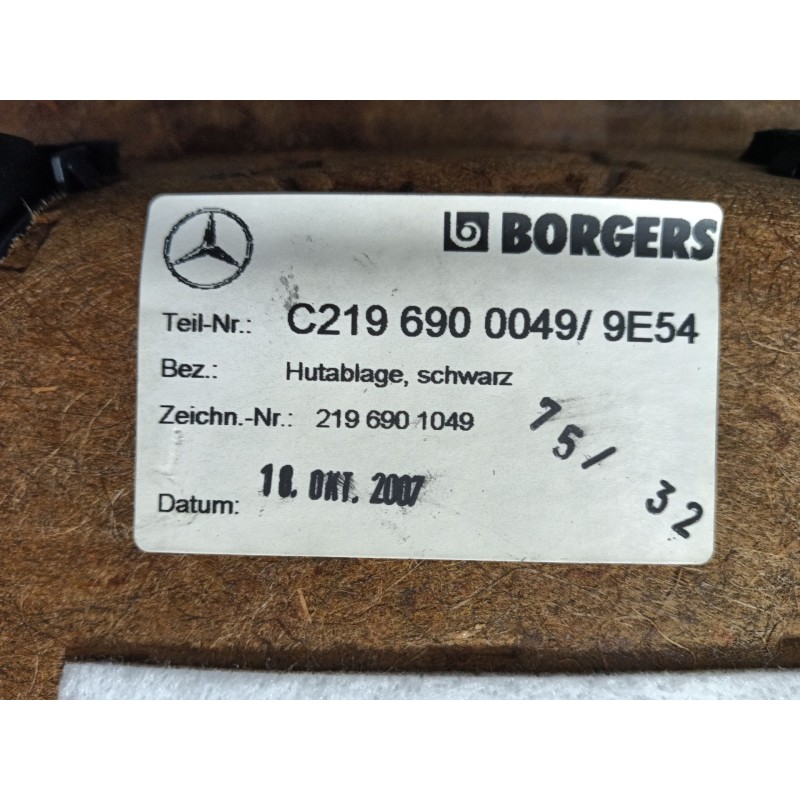 BORGERS
Teil-Nr.: C219 690 0049/ 9E54
Bez.: Hutablage, schwarz
Zeichn.-Nr.: 219 690 1049
75/ 32
Datum: 18. OKT. 2007